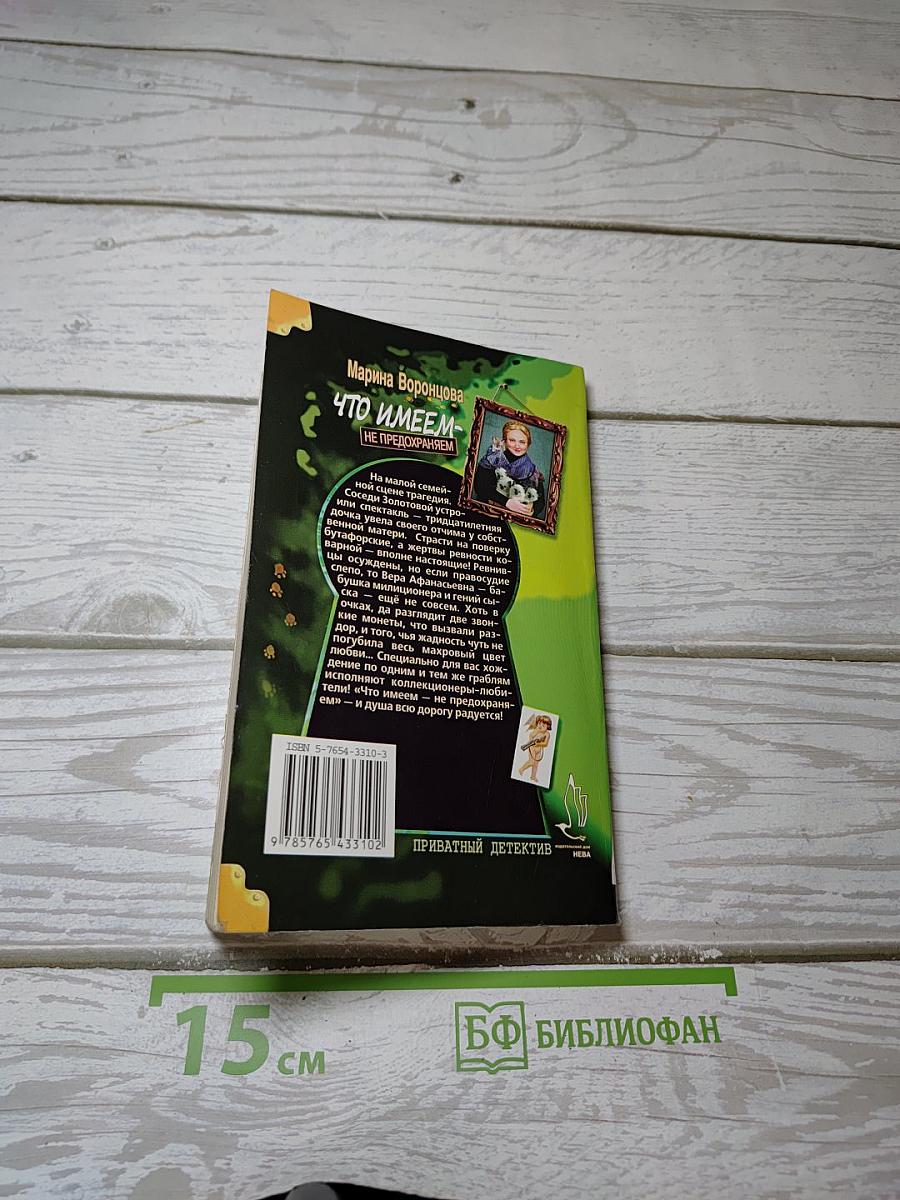 Марина Воронцова
ЧТО ИМЕЕМ-
НЕ ПРЕДОХРАНЯЕМ
На малой семей-
ной сцене трагедия.
Соседи Золотовой устро-
или спектакль — тридцатилетняя
дочка увела своего отчима у собст-
венной матери. Страсти на поверку
бутафорские, а жертвы ревности ко-
варной — вполне настоящие! Ревнив-
цы осуждены, но если правосудие
слепо, то Вера Афанасьевна — ба-
бушка милиционера и гений сы-
ска — ещё не совсем. Хоть в
очках, да разглядит две звон-
кие монеты, что вызвали раз-
дор, и того, чья жадность чуть не
погубила весь махровый цвет
любви... Специально для вас хож-
дение по одним и тем же граблям
исполняют коллекционеры-люби-
тели! «Что имеем — не предохраня-
ем» — и душа всю дорогу радуется!
ISBN 5-7654-3310-3
9 785765 433102
ПРИВАТНЫЙ ДЕТЕКТИВ
ИЗДАТЕЛЬСКИЙ ДОМ
НЕВА
15 см
БФ БИБЛИОФАН